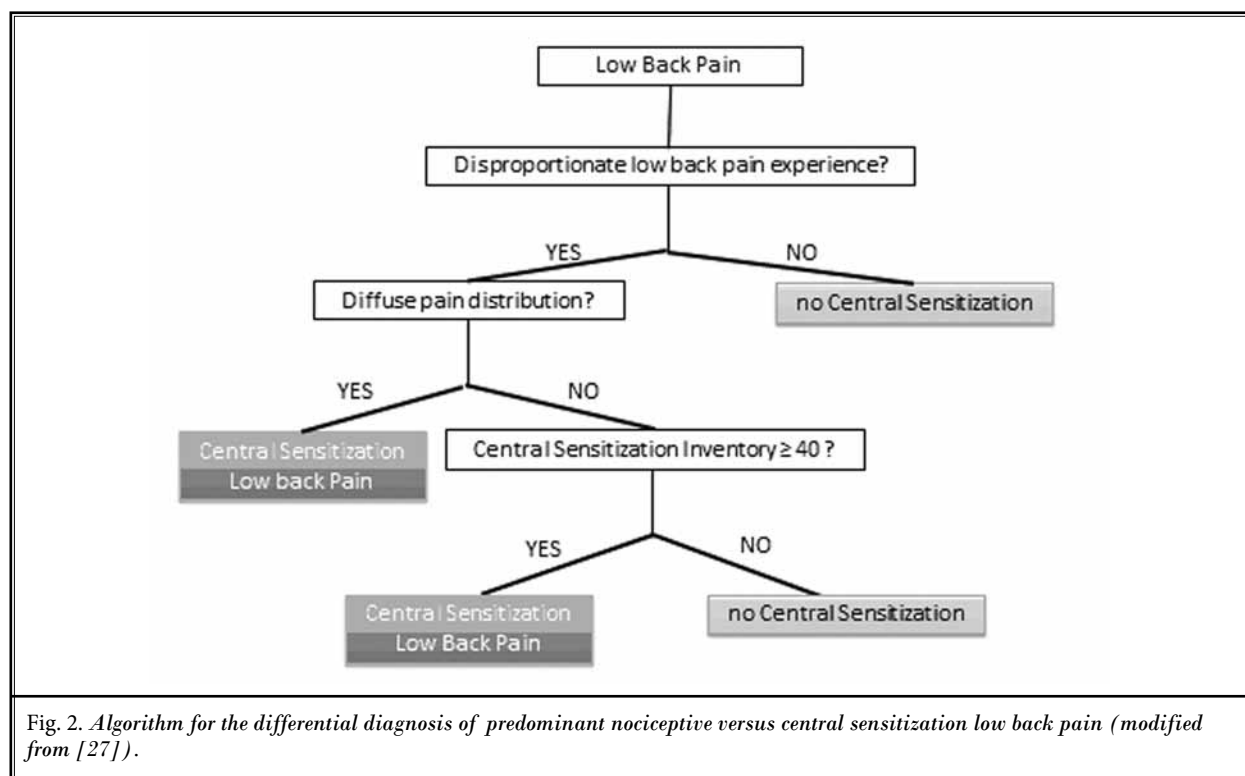 Low Back Pain
Disproportionate low back pain experience?
YES
NO
Diffuse pain distribution?
no Central Sensitization
YES
NO
Central Sensitization
Low back Pain
Central Sensitization Inventory ≥ 40 ?
YES
NO
Central Sensitization
Low Back Pain
no Central Sensitization
Fig. 2. Algorithm for the differential diagnosis of predominant nociceptive versus central sensitization low back pain (modified
from [27]).